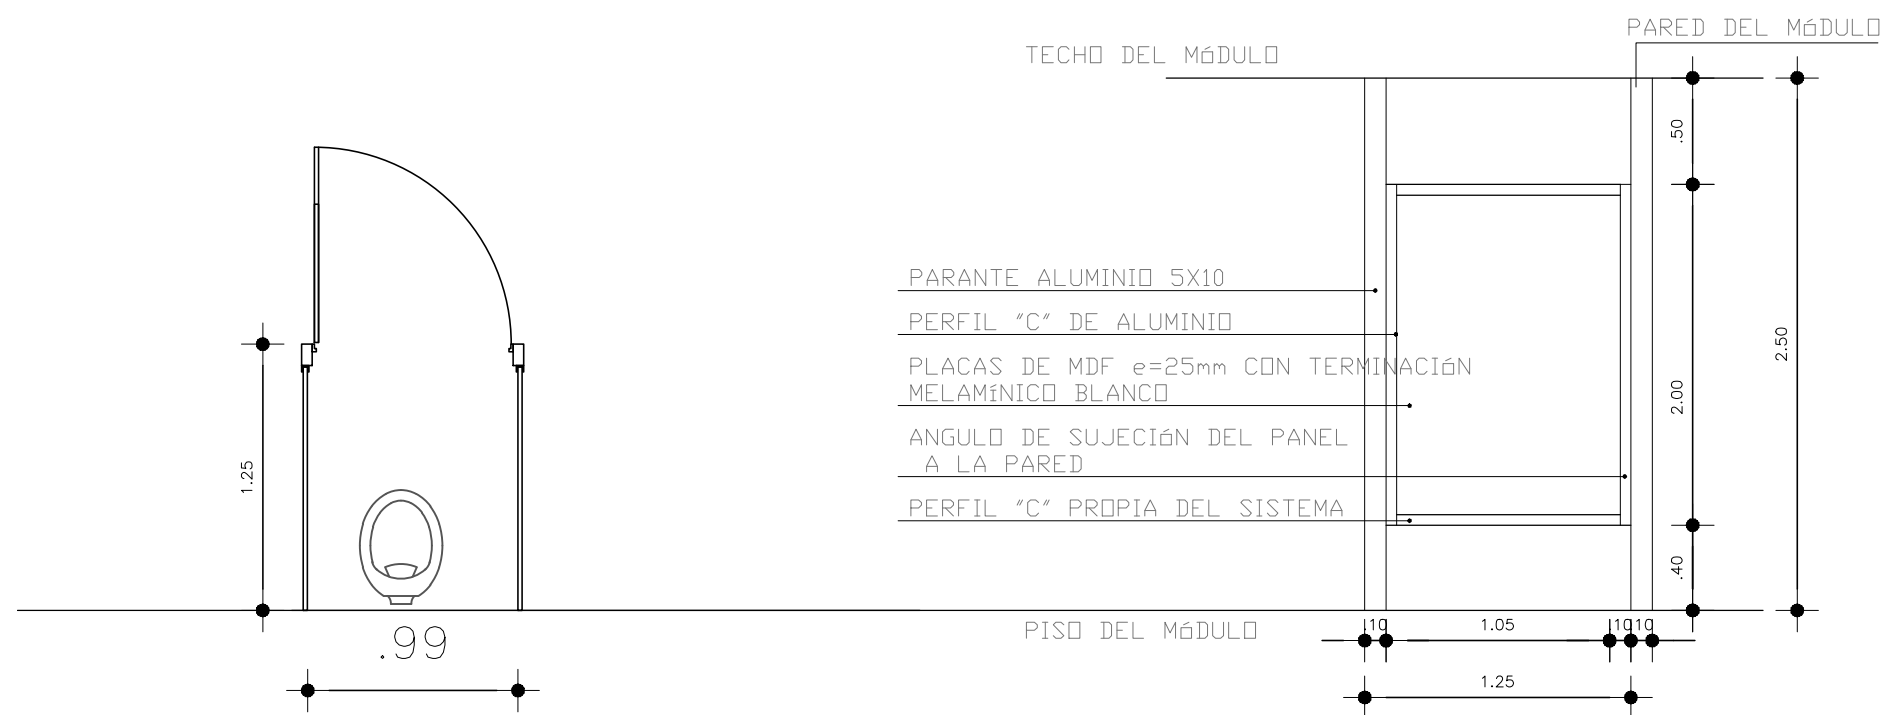 PARED DEL MóDULO
TECHO DEL MóDULO
.50
PARANTE ALUMINIO 5X10
PERFIL "C" DE ALUMINIO
2.50
PLACAS DE MDF e=25mm CON TERMINACIóN
MELAMíNICO BLANCO
2.00
ANGULO DE SUJECIóN DEL PANEL
A LA PARED
1.25
PERFIL "C" PROPIA DEL SISTEMA
.40
PISO DEL MóDULO
.10 1.05 .10 .10
.99
1.25